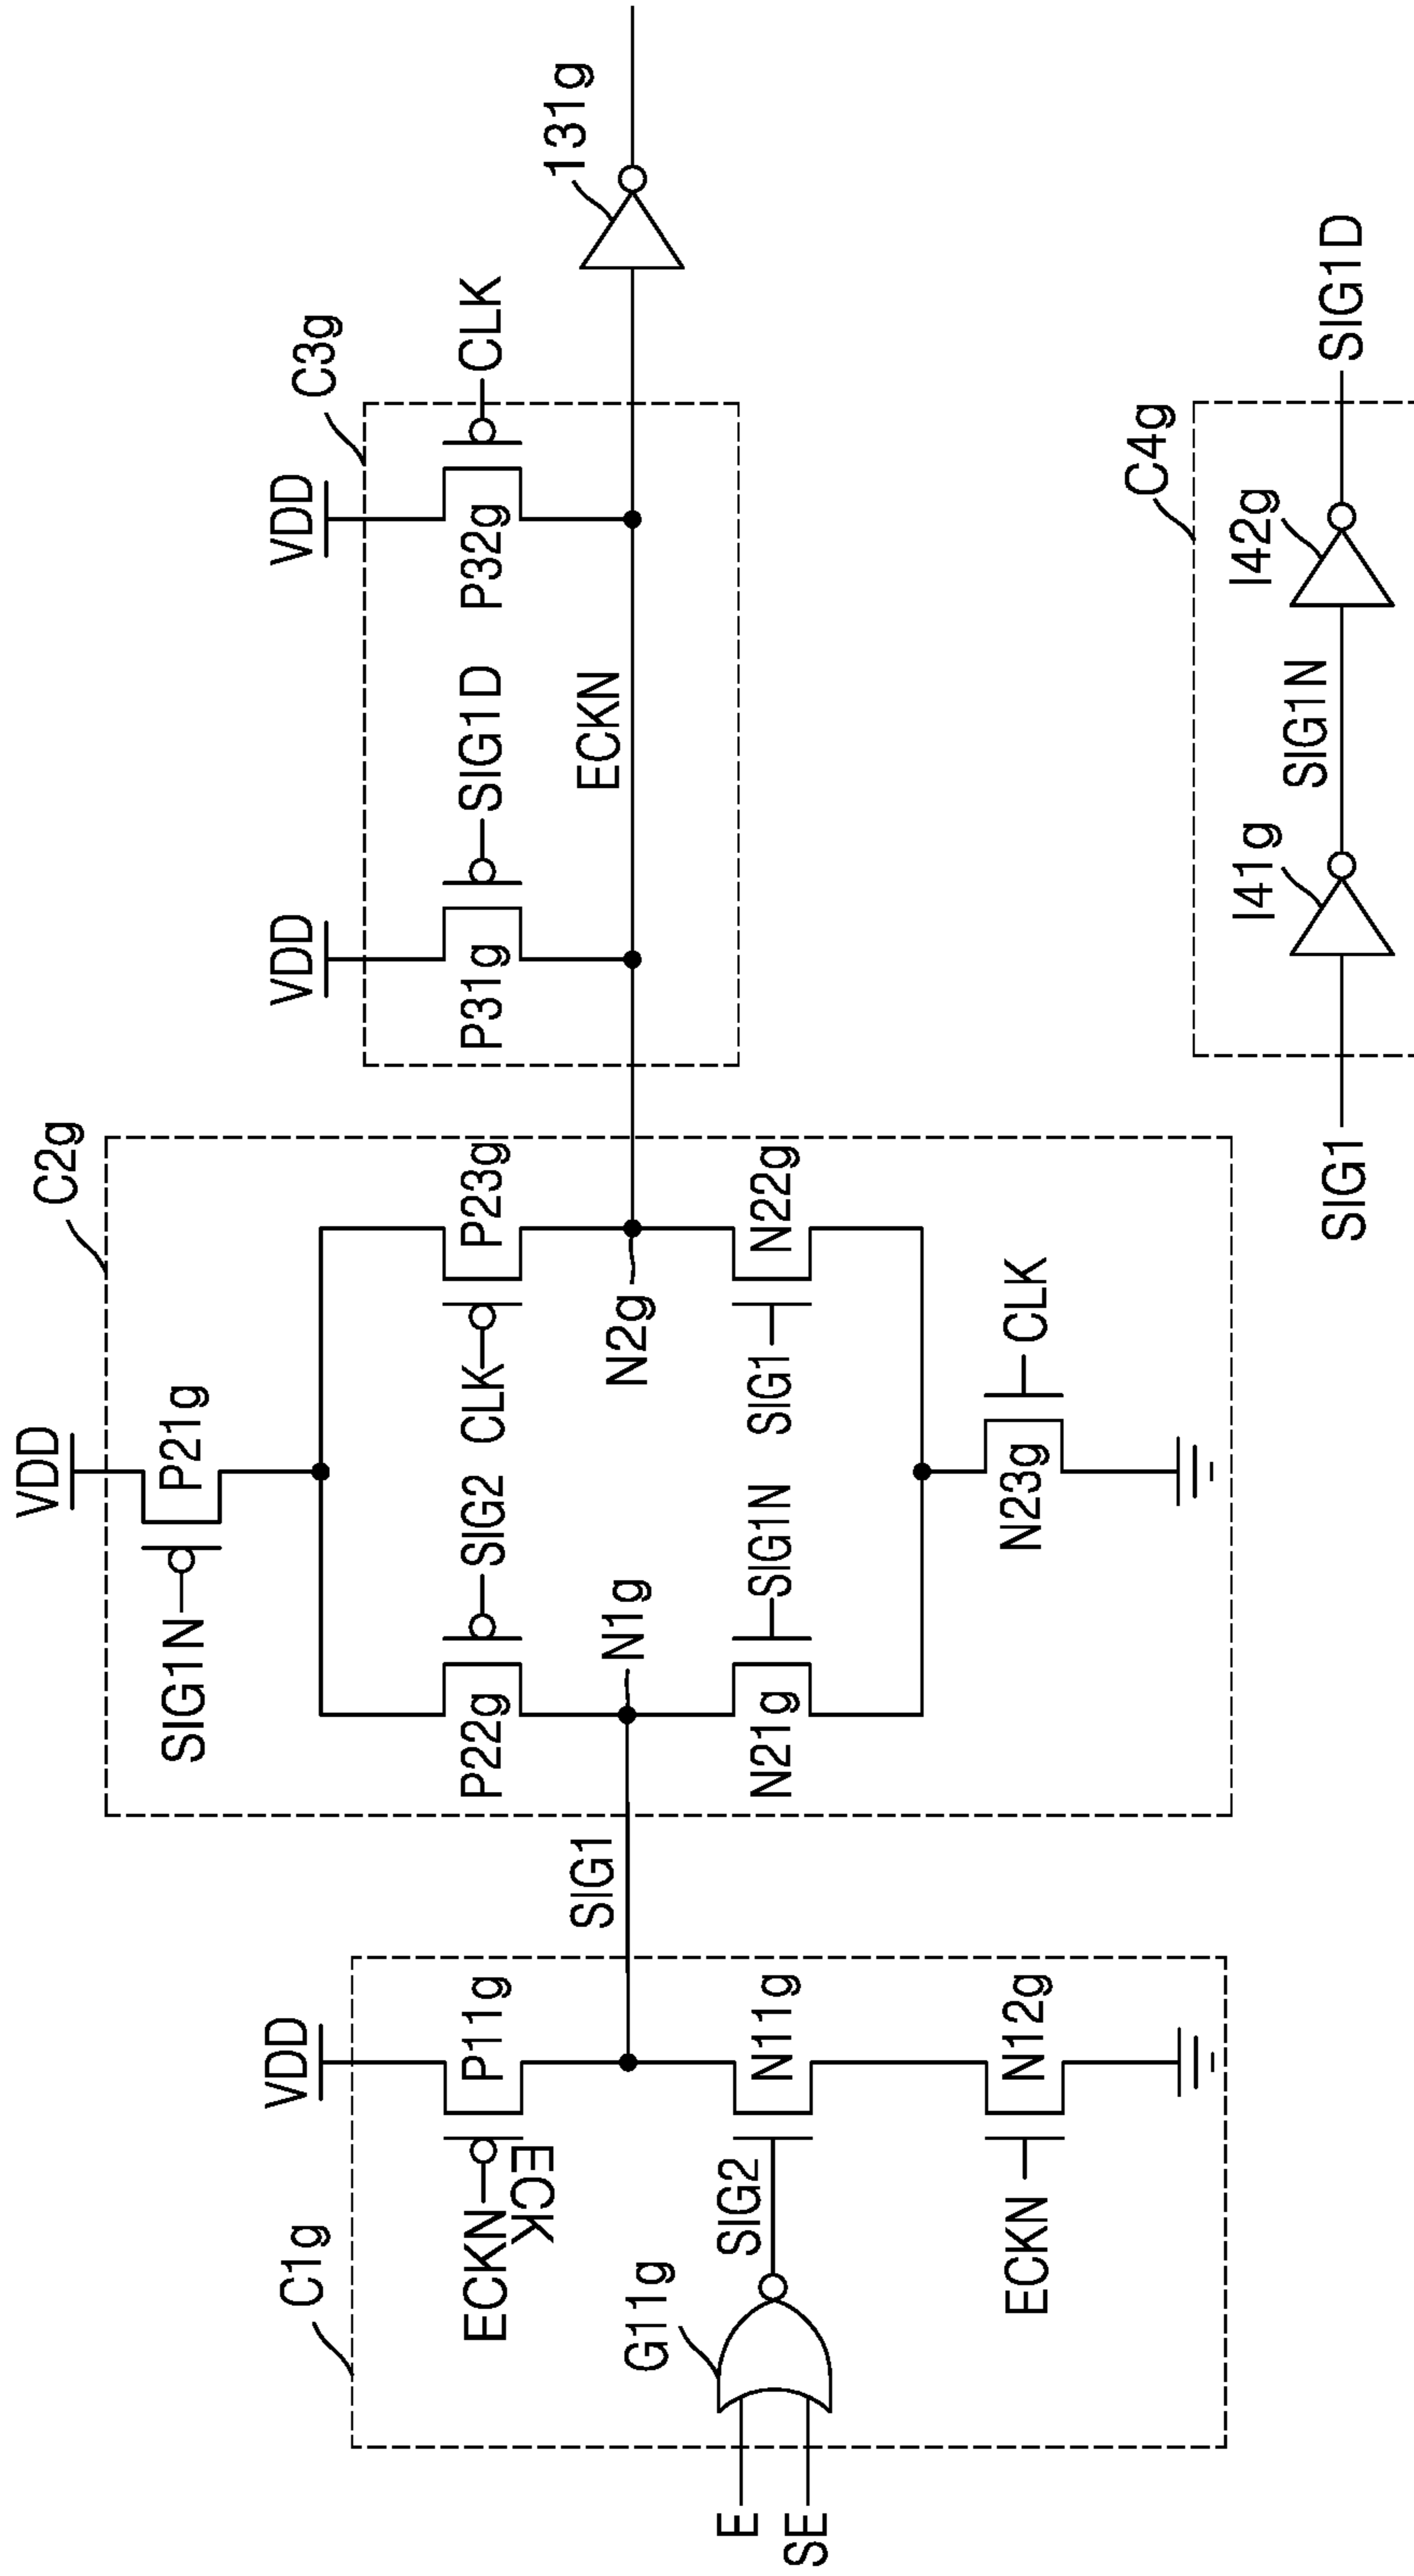 C1g
VDD
ECKN
P11g
ECK
SIG1
E
SE
G11g
SIG2
N11g
ECKN
N12g
C2g
VDD
SIG1N
P21g
P22g
SIG2
CLK
P23g
N1g
N2g
N21g
SIG1N
SIG1
N22g
N23g
CLK
C3g
VDD
VDD
P31g
SIG1D
P32g
CLK
ECKN
131g
C4g
SIG1
I41g
SIG1N
I42g
SIG1D